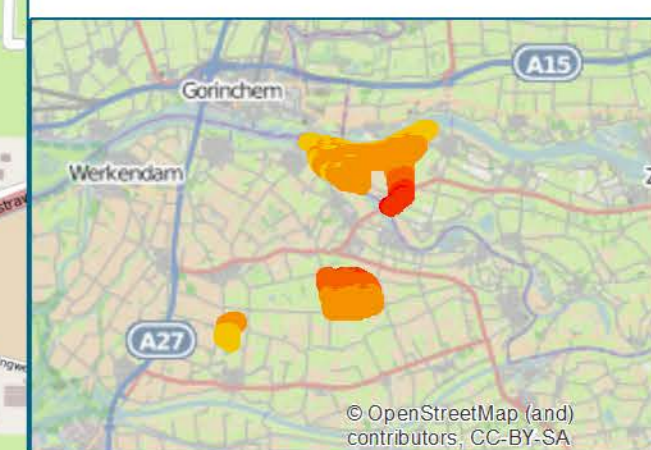 A15
Gorinchem
Werkendam
Z
A27
© OpenStreetMap (and)
contributors, CC-BY-SA